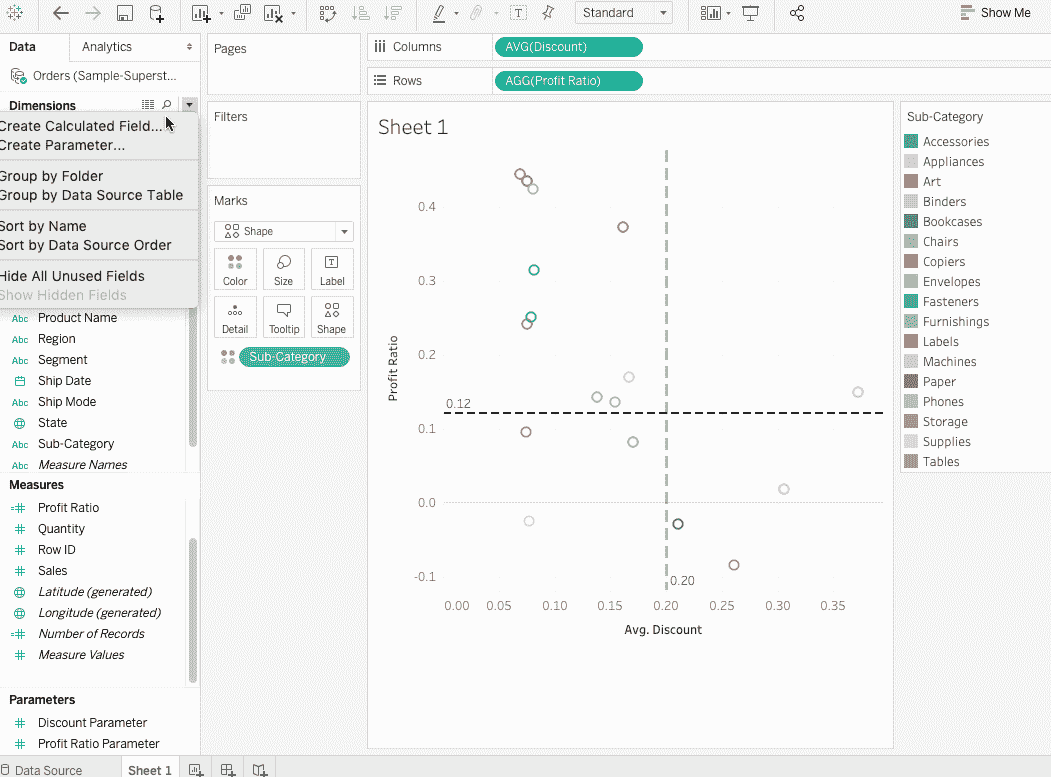 Standard
Show Me
Data
Analytics
Orders (Sample-Superst...
Dimensions
Create Calculated Field...
Create Parameter...
Group by Folder
Group by Data Source Table
Sort by Name
Sort by Data Source Order
Hide All Unused Fields
Show Hidden Fields
Abc Product Name
Abc Region
Abc Segment
Ship Date
Abc Ship Mode
State
Abc Sub-Category
Abc Measure Names
Measures
Profit Ratio
Quantity
Row ID
Sales
Latitude (generated)
Longitude (generated)
Number of Records
Measure Values
Parameters
Discount Parameter
Profit Ratio Parameter
Pages
Filters
Marks
Shape
Color
Size
Label
Detail
Tooltip
Shape
Sub-Category
Columns
AVG(Discount)
Rows
AGG(Profit Ratio)
Sheet 1
Profit Ratio
0.4
0.3
0.2
0.12
0.1
0.0
-0.1
0.20
0.00 0.05 0.10 0.15 0.20 0.25 0.30 0.35
Avg. Discount
Sub-Category
Accessories
Appliances
Art
Binders
Bookcases
Chairs
Copiers
Envelopes
Fasteners
Furnishings
Labels
Machines
Paper
Phones
Storage
Supplies
Tables
Data Source
Sheet 1